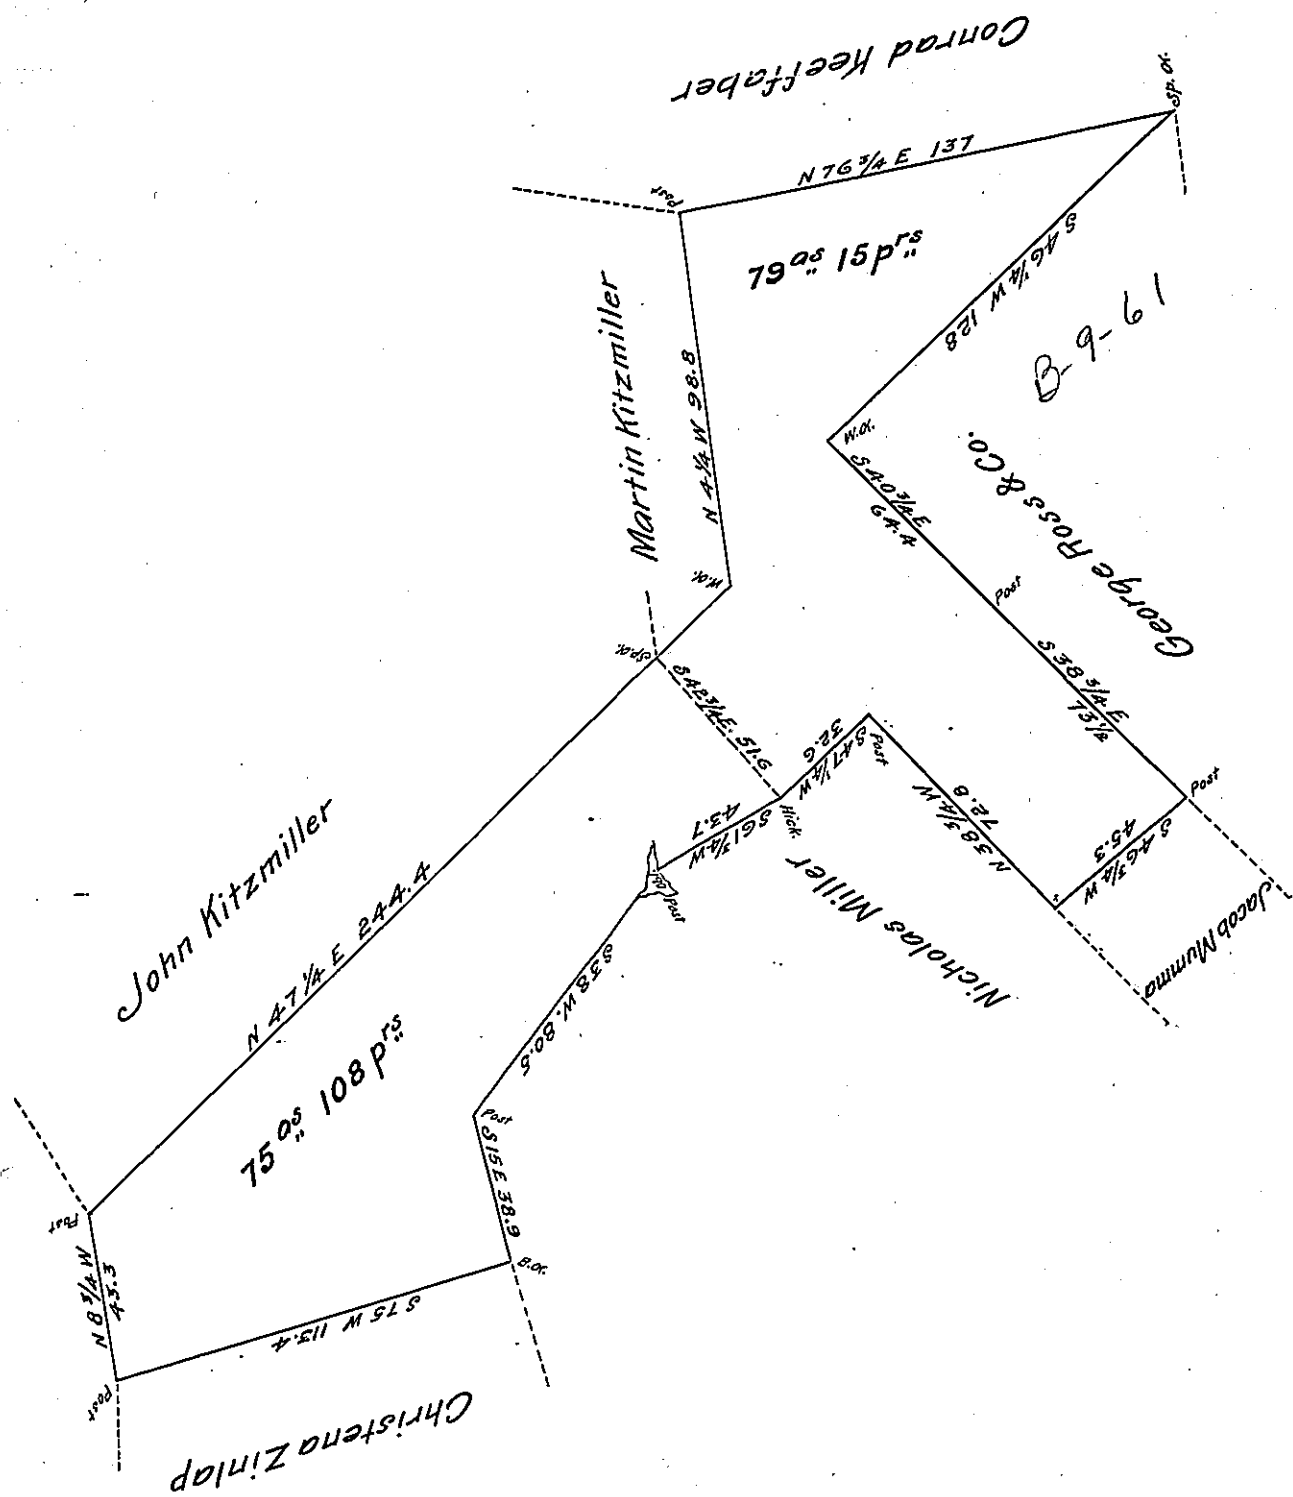 Conrad Keeffaber
Sp. O.
N 76 3/4 E 137
Post
79 as 151 prs
S 46 1/4 W 128
B-9-61
Martin Kitzmiller
N 4 1/4 W 98.8
W.O.
S 40 3/4 E
64.4
George Ross & Co.
W.O.
Post
Sp.O.
S 42 3/4 E. 51.6
S 38 3/4 E
73 1/2
S 47 1/4 W
32.6
Post
Post
John Kitzmiller
N 47 1/4 E 244.4
Hick.
S 61 3/4 W
43.7
N 38 3/4 W
72.8
S 46 3/4 W
45.3
Post
Nicholas Miller
Jacob Mumma
S 38 W. 80.5
75 as 108 prs
Post
S 15 E 38.9
Post
N 8 3/4 W
45.3
B.O.
S 75 W 113.4
Post
Christena Zinlap